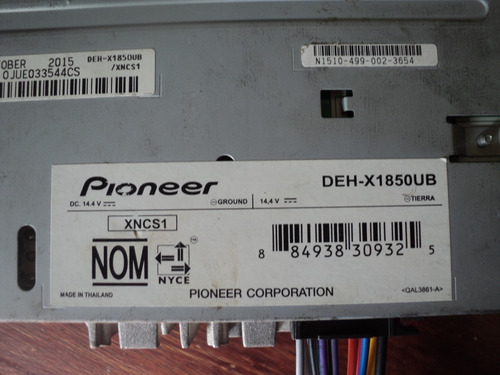 OBER 2015 DEH-X1850UB
/XNCS1
0JUE033544CS
N1510-499-002-3654
Pioneer DEH-X1850UB
DC. 14.4 V GROUND 14,4 V TIERRA
XNCS1
NOM NYCE
8 84938 30932 5
MADE IN THAILAND PIONEER CORPORATION <QAL3861-A>